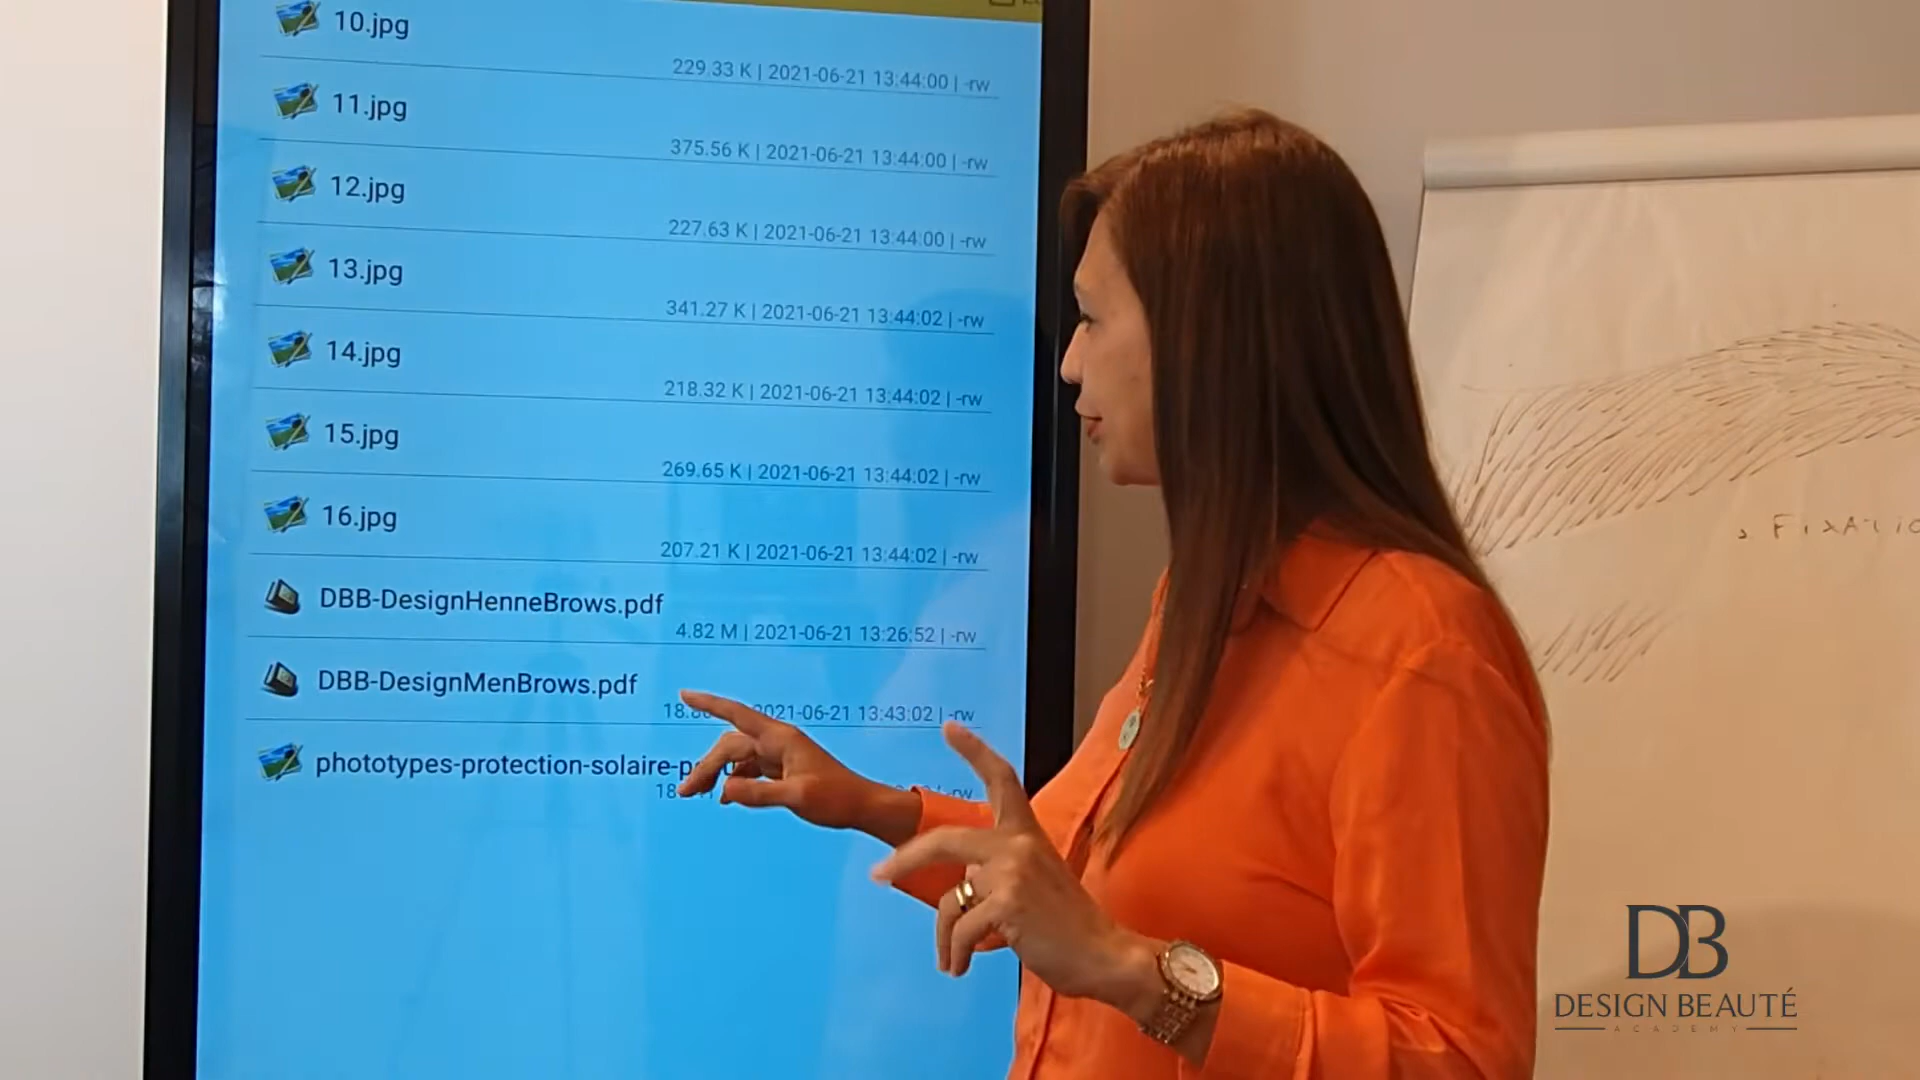 10.jpg
229.33 K | 2021-06-21 13:44:00 | -rw
11.jpg
375.56 K | 2021-06-21 13:44:00 | -rw
12.jpg
227.63 K | 2021-06-21 13:44:00 | -rw
13.jpg
341.27 K | 2021-06-21 13:44:02 | -rw
14.jpg
218.32 K | 2021-06-21 13:44:02 | -rw
15.jpg
269.65 K | 2021-06-21 13:44:02 | -rw
16.jpg
207.21 K | 2021-06-21 13:44:02 | -rw
DBB-DesignHenneBrows.pdf
4.82 M | 2021-06-21 13:26:52 | -rw
DBB-DesignMenBrows.pdf
2021-06-21 13:43:02 | -rw
phototypes-protection-solaire-p
-rw
DB
DESIGN BEAUTÉ
ACADEMY